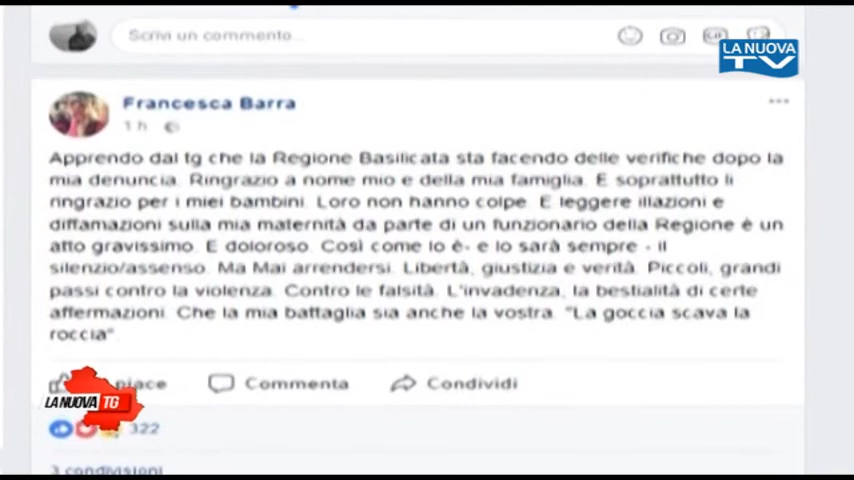 Scrivi un commento...
LA NUOVA
TV
Francesca Barra
1 h
Apprendo dal tg che la Regione Basilicata sta facendo delle verifiche dopo la
mia denuncia. Ringrazio a nome mio e della mia famiglia. E soprattutto li
ringrazio per i miei bambini. Loro non hanno colpe. E leggere illazioni e
diffamazioni sulla mia maternità da parte di un funzionario della Regione è un
atto gravissimo. E doloroso. Così come lo è- e lo sarà sempre - il
silenzio/assenso. Ma Mai arrendersi. Libertà, giustizia e verità. Piccoli, grandi
passi contro la violenza. Contro le falsità. L'invadenza, la bestialità di certe
affermazioni. Che la mia battaglia sia anche la vostra. "La goccia scava la
roccia".
piace Commenta Condividi
LA NUOVA TG
322
3 condivisioni